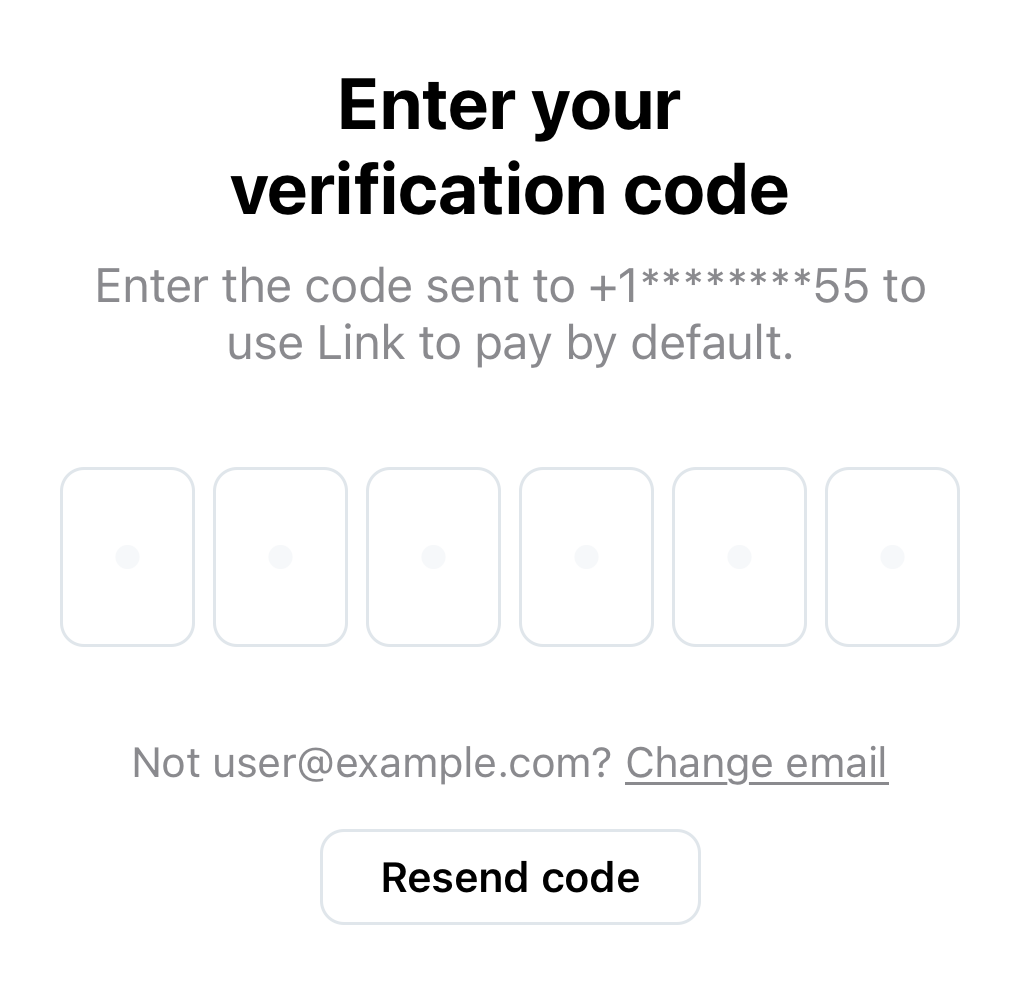 Enter your
verification code
Enter the code sent to +1********55 to
use Link to pay by default.
Not user@example.com? Change email
Resend code